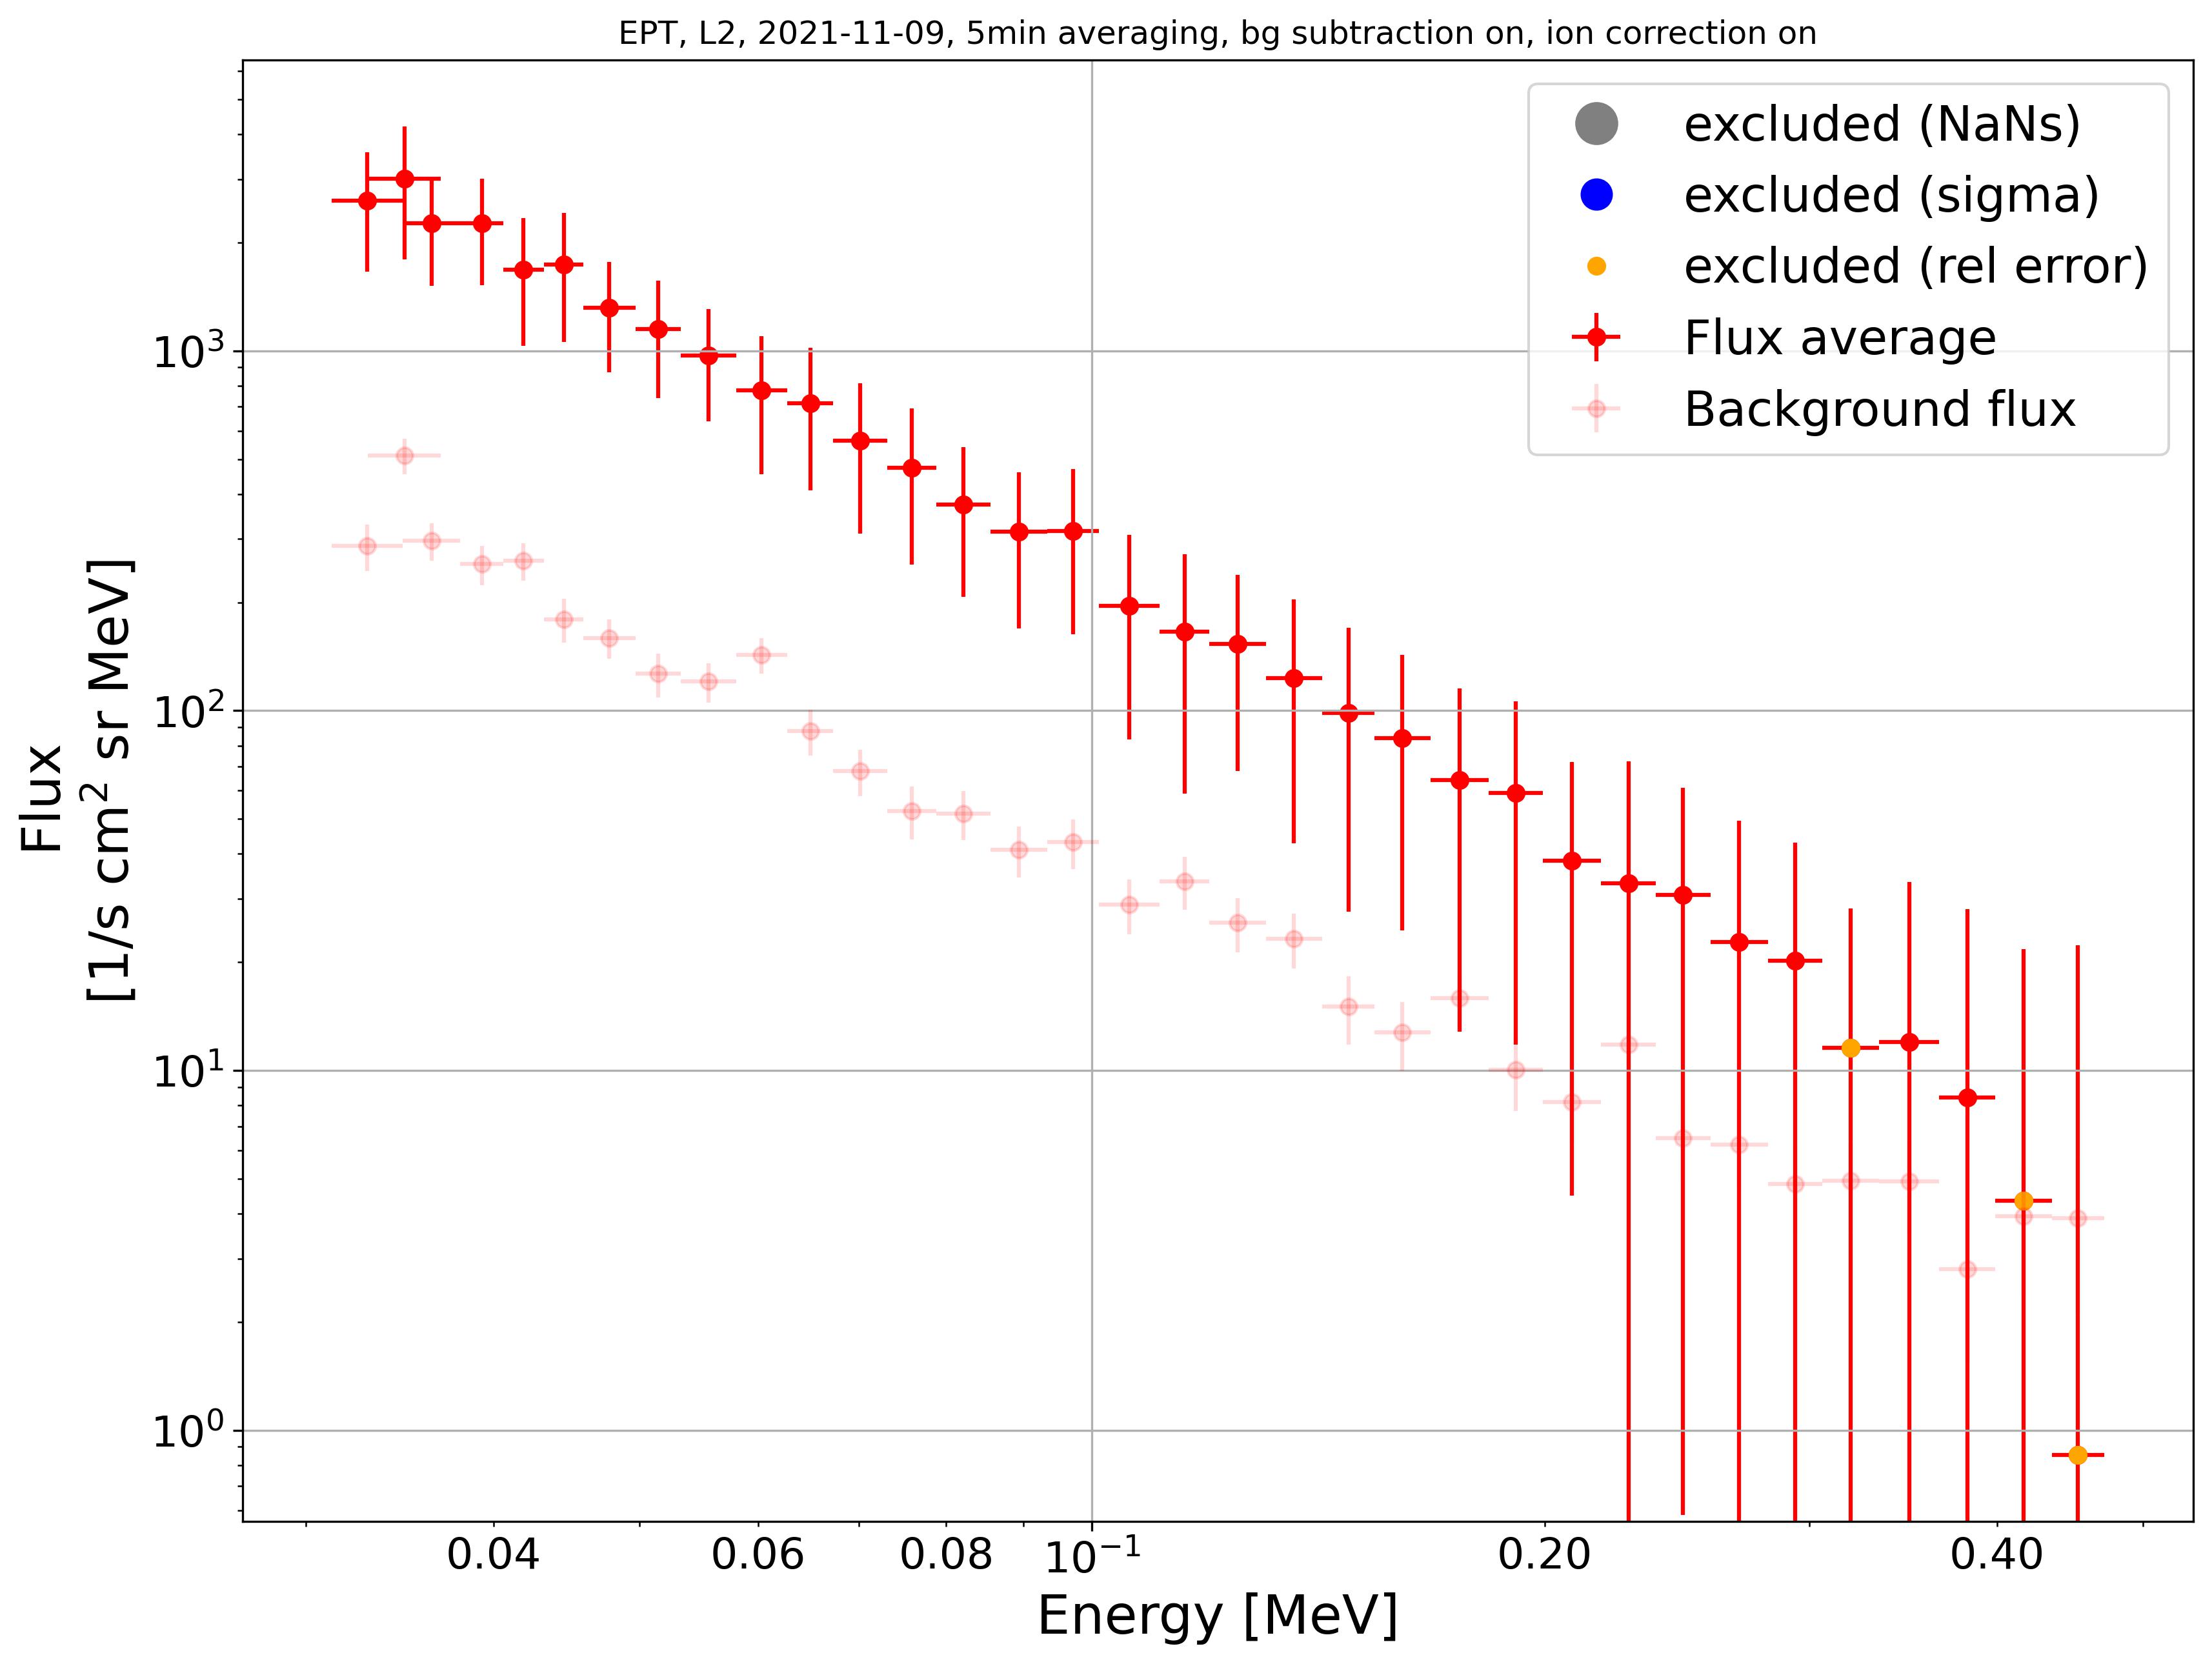 EPT, L2, 2021-11-09, 5min averaging, bg subtraction on, ion correction on
excluded (NaNs)
excluded (sigma)
excluded (rel error)
Flux average
Background flux
Flux
[1/s cm² sr MeV]
10³
10²
10¹
10⁰
0.04
0.06
0.08
10⁻¹
0.20
0.40
Energy [MeV]